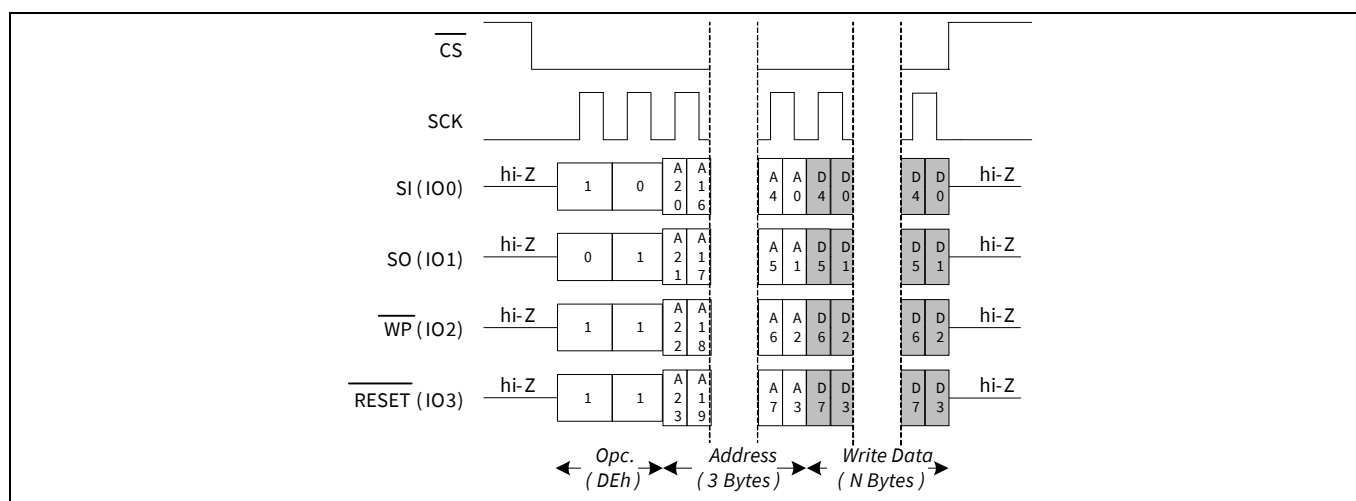 CS
SCK
SI (IO0) hi-Z 1 0 A20 A16 A4 A0 D4 D0 D4 D0 hi-Z
SO (IO1) hi-Z 0 1 A21 A17 A5 A1 D5 D1 D5 D1 hi-Z
WP (IO2) hi-Z 1 1 A22 A18 A6 A2 D6 D2 D6 D2 hi-Z
RESET (IO3) hi-Z 1 1 A23 A19 A7 A3 D7 D3 D7 D3 hi-Z
Opc. Address Write Data
( DEh ) ( 3 Bytes ) ( N Bytes )